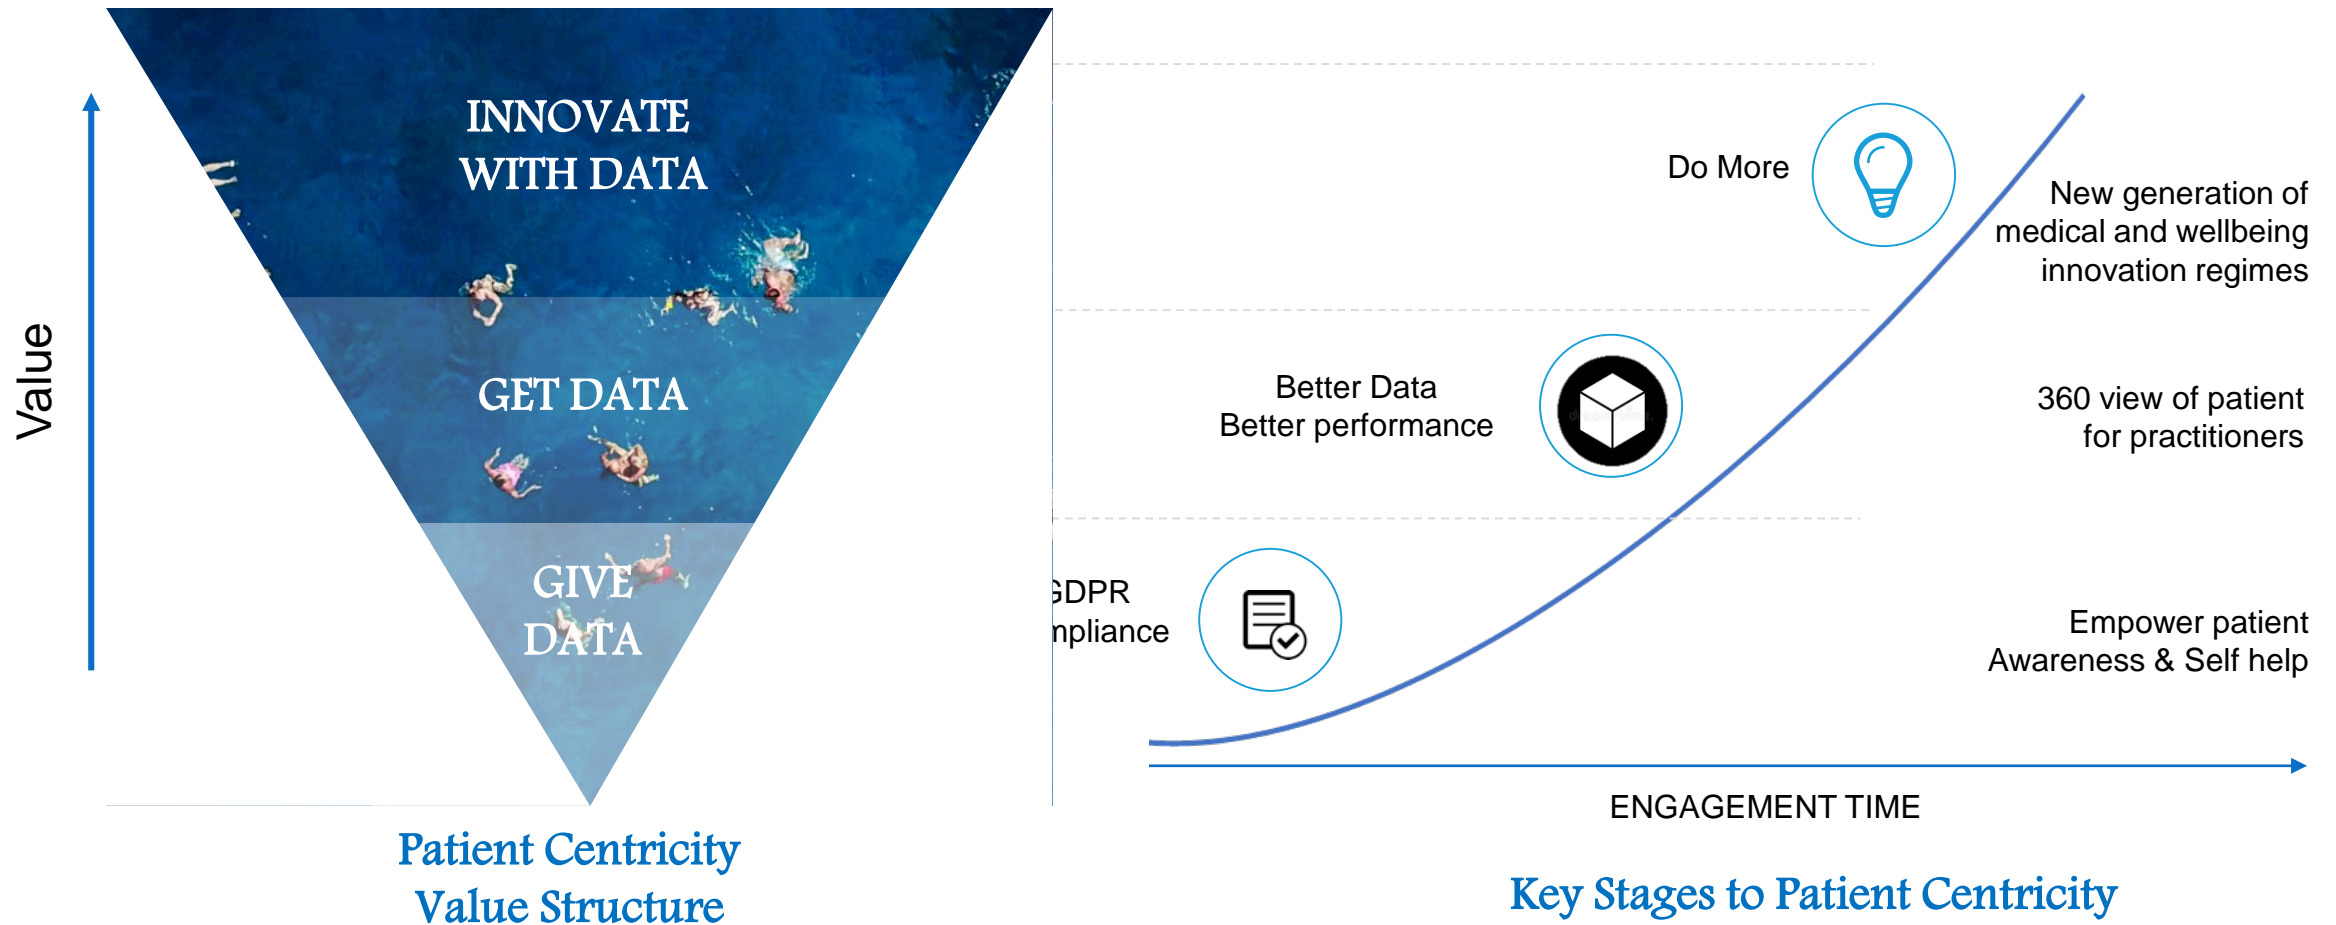 Value
INNOVATE
WITH DATA
GET DATA
GIVE
DATA
Patient Centricity
Value Structure
Do More
New generation of
medical and wellbeing
innovation regimes
Better Data
Better performance
360 view of patient
for practitioners
GDPR
mpliance
Empower patient
Awareness & Self help
ENGAGEMENT TIME
Key Stages to Patient Centricity